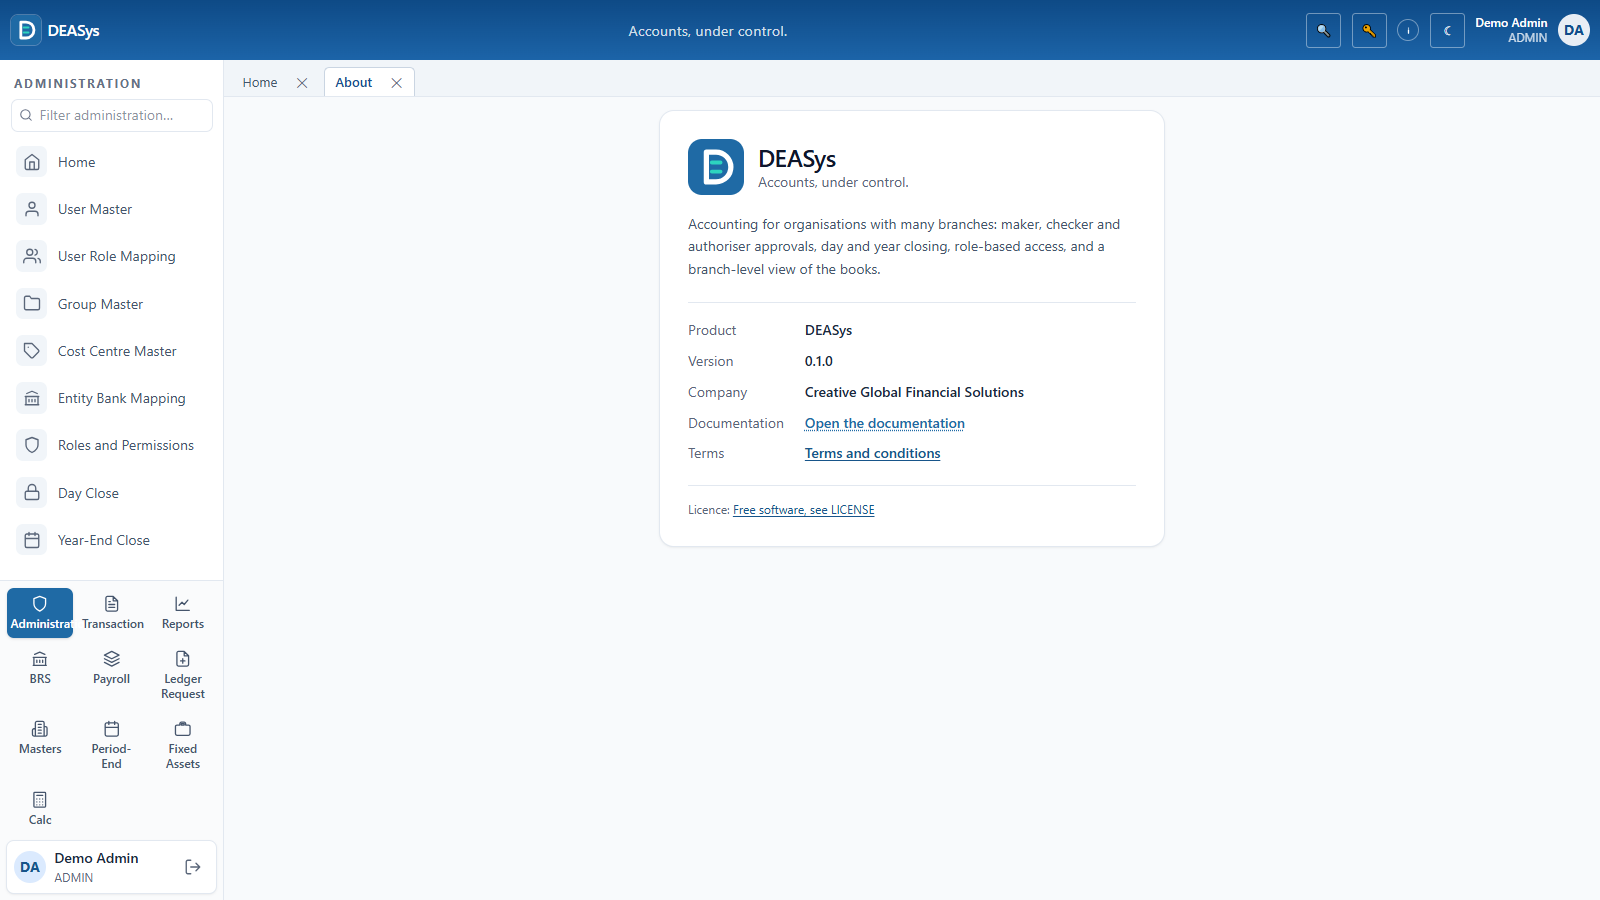 DEASys
Accounts, under control.
Demo Admin
ADMIN
DA
ADMINISTRATION
Filter administration...
Home
User Master
User Role Mapping
Group Master
Cost Centre Master
Entity Bank Mapping
Roles and Permissions
Day Close
Year-End Close
Administrat
Transaction
Reports
BRS
Payroll
Ledger
Request
Masters
Period-
End
Fixed
Assets
Calc
DA
Demo Admin
ADMIN
Home
About
DEASys
Accounts, under control.
Accounting for organisations with many branches: maker, checker and
authoriser approvals, day and year closing, role-based access, and a
branch-level view of the books.
Product DEASys
Version 0.1.0
Company Creative Global Financial Solutions
Documentation Open the documentation
Terms Terms and conditions
Licence: Free software, see LICENSE